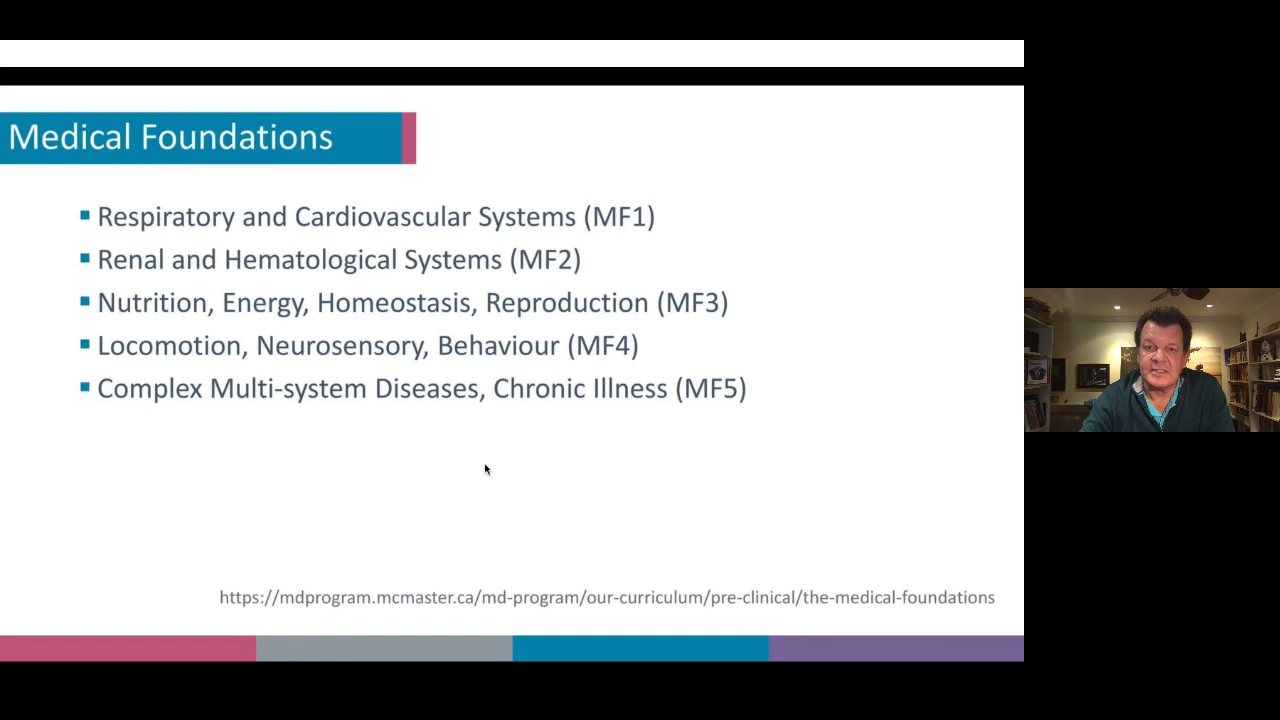 Medical Foundations
Respiratory and Cardiovascular Systems (MF1)
Renal and Hematological Systems (MF2)
Nutrition, Energy, Homeostasis, Reproduction (MF3)
Locomotion, Neurosensory, Behaviour (MF4)
Complex Multi-system Diseases, Chronic Illness (MF5)
https://mdprogram.mcmaster.ca/md-program/our-curriculum/pre-clinical/the-medical-foundations